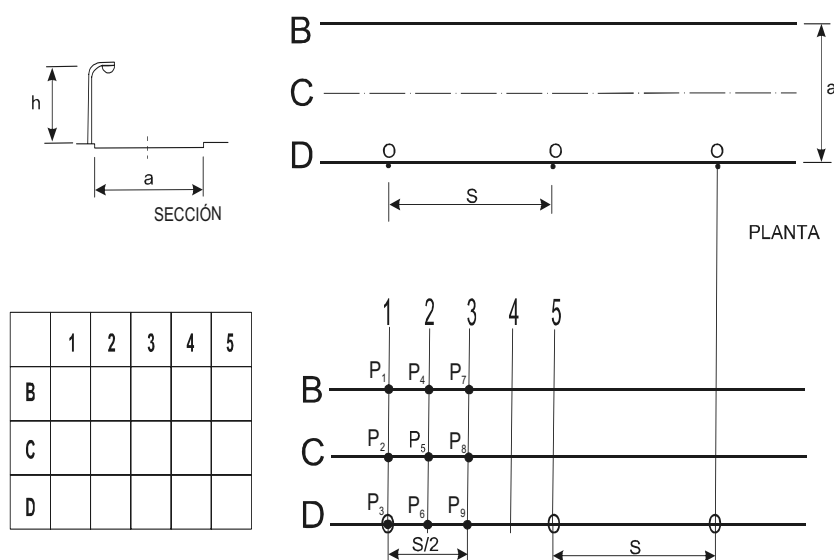 h
a
SECCIÓN
B
C
D
a
S
PLANTA
1 2 3 4 5
B
C
D
1 2 3 4 5
B P₁ P₄ P₇
C P₂ P₅ P₈
D P₃ P₆ P₉
S/2 S